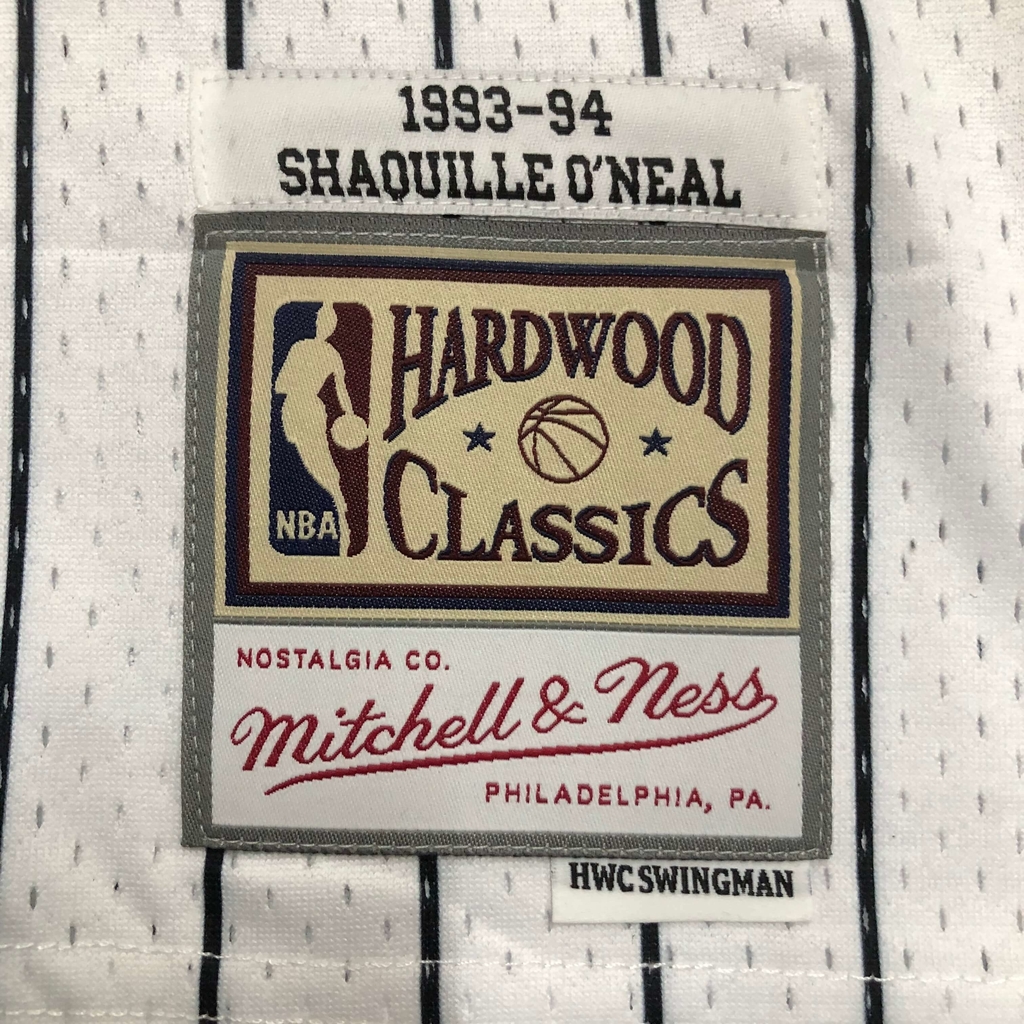 1993-94
SHAQUILLE O'NEAL
HARDWOOD
CLASSICS
NBA
NOSTALGIA CO.
Mitchell & Ness
PHILADELPHIA, PA.
HWC SWINGMAN